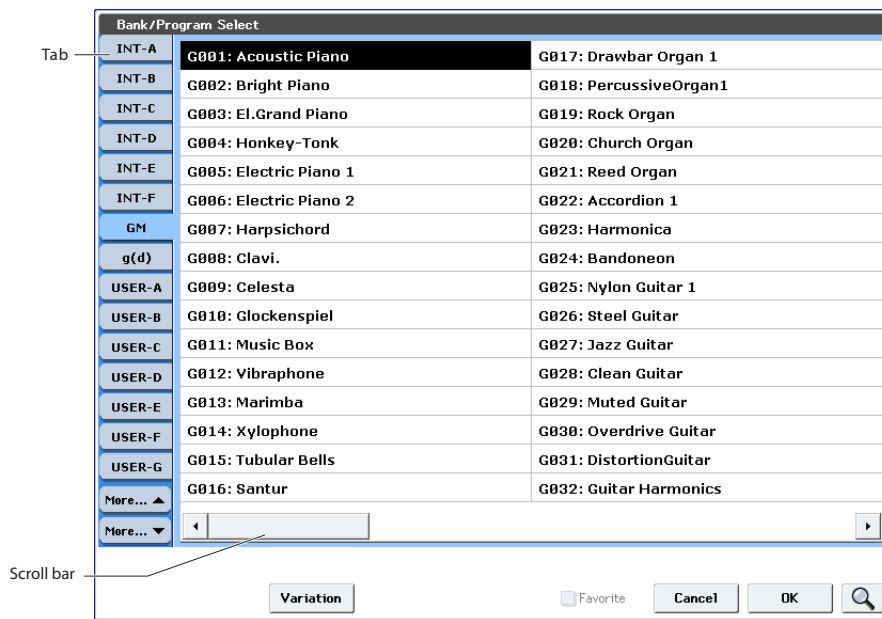 Bank/Program Select
Tab
INT-A
INT-B
INT-C
INT-D
INT-E
INT-F
GM
g(d)
USER-A
USER-B
USER-C
USER-D
USER-E
USER-F
USER-G
More...
More...
G001: Acoustic Piano
G002: Bright Piano
G003: El.Grand Piano
G004: Honkey-Tonk
G005: Electric Piano 1
G006: Electric Piano 2
G007: Harpsichord
G008: Clavi.
G009: Celesta
G010: Glockenspiel
G011: Music Box
G012: Vibraphone
G013: Marimba
G014: Xylophone
G015: Tubular Bells
G016: Santur
G017: Drawbar Organ 1
G018: PercussiveOrgan1
G019: Rock Organ
G020: Church Organ
G021: Reed Organ
G022: Accordion 1
G023: Harmonica
G024: Bandoneon
G025: Nylon Guitar 1
G026: Steel Guitar
G027: Jazz Guitar
G028: Clean Guitar
G029: Muted Guitar
G030: Overdrive Guitar
G031: DistortionGuitar
G032: Guitar Harmonics
Scroll bar
Variation
Favorite
Cancel
OK